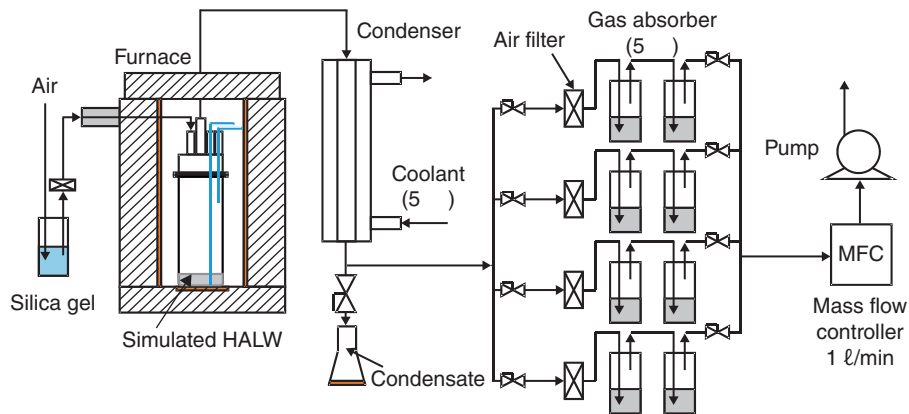 Gas absorber
(5 )
Air filter
Condenser
Furnace
Air
Coolant
(5 )
Pump
MFC
Silica gel
Simulated HALW
Condensate
Mass flow
controller
1 ℓ/min